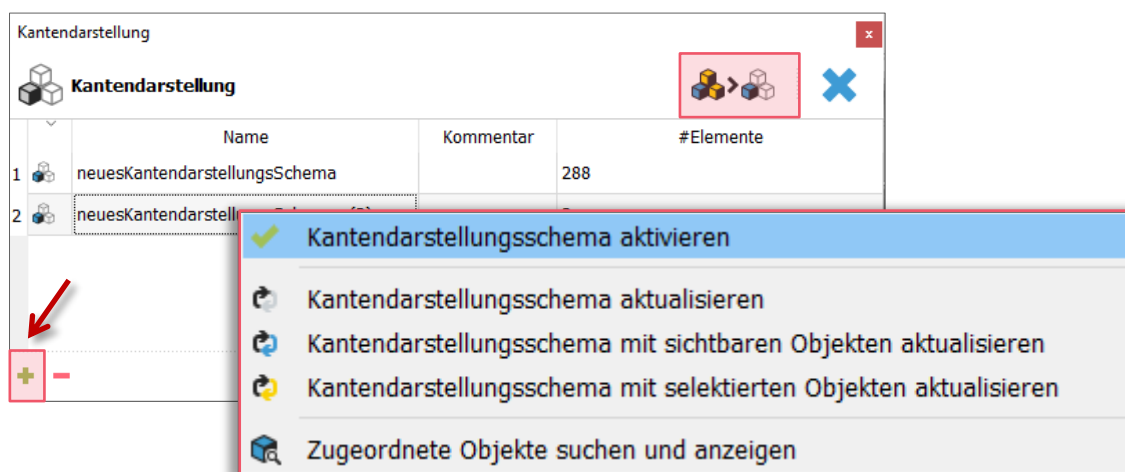 Kantendarstellung
x
Kantendarstellung
Name Kommentar #Elemente
1 neuesKantendarstellungsSchema 288
2
Kantendarstellungsschema aktivieren
Kantendarstellungsschema aktualisieren
Kantendarstellungsschema mit sichtbaren Objekten aktualisieren
Kantendarstellungsschema mit selektierten Objekten aktualisieren
Zugeordnete Objekte suchen und anzeigen